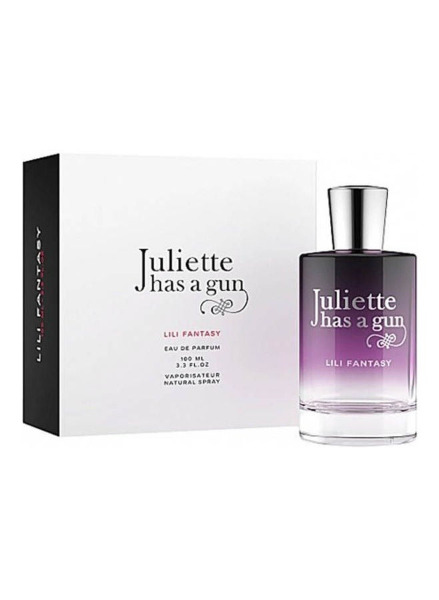 LILI FANTASY
Juliette
has a gun
LILI FANTASY
EAU DE PARFUM
100 ML
3.3 FL.OZ
VAPORISATEUR
NATURAL SPRAY
Juliette
has a gun
LILI FANTASY